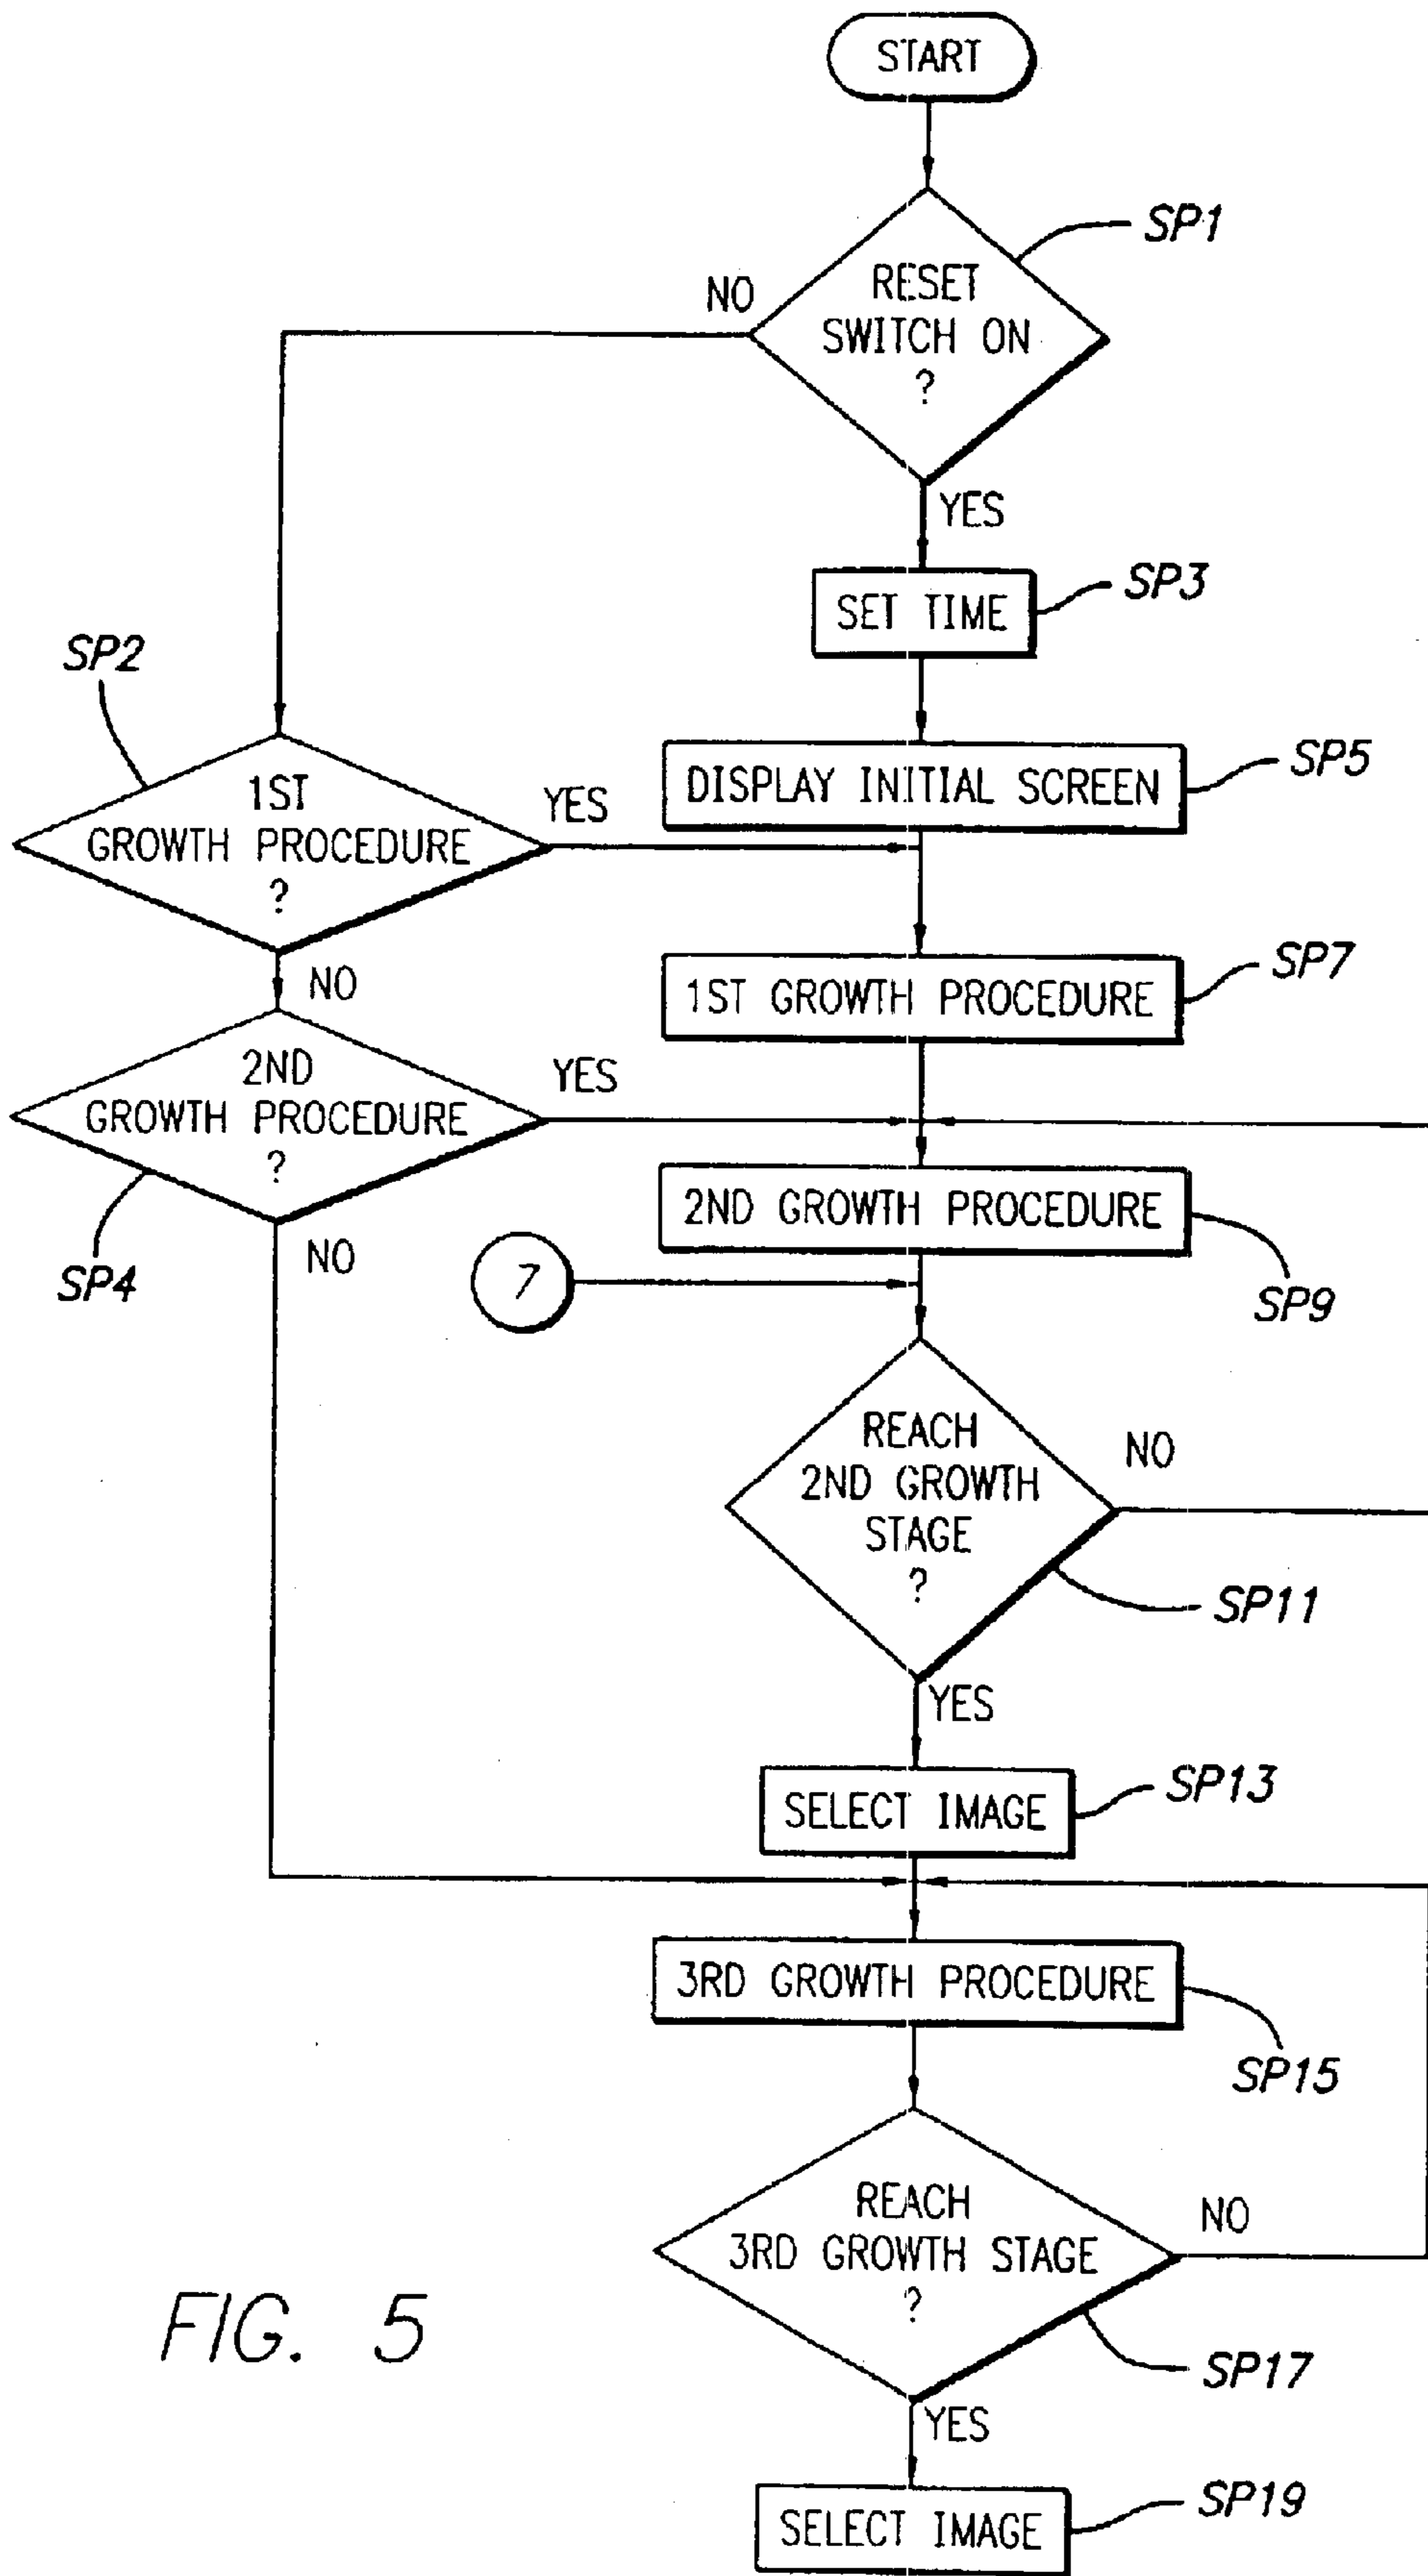 START
SP1
RESET
SWITCH ON
?
NO
YES
SP3
SET TIME
SP2
SP5
DISPLAY INITIAL SCREEN
1ST
GROWTH PROCEDURE
?
YES
NO
SP7
1ST GROWTH PROCEDURE
2ND
GROWTH PROCEDURE
?
YES
NO
SP4
2ND GROWTH PROCEDURE
SP9
7
REACH
2ND GROWTH
STAGE
?
NO
SP11
YES
SP13
SELECT IMAGE
3RD GROWTH PROCEDURE
SP15
REACH
3RD GROWTH STAGE
?
NO
SP17
YES
SP19
SELECT IMAGE
FIG. 5